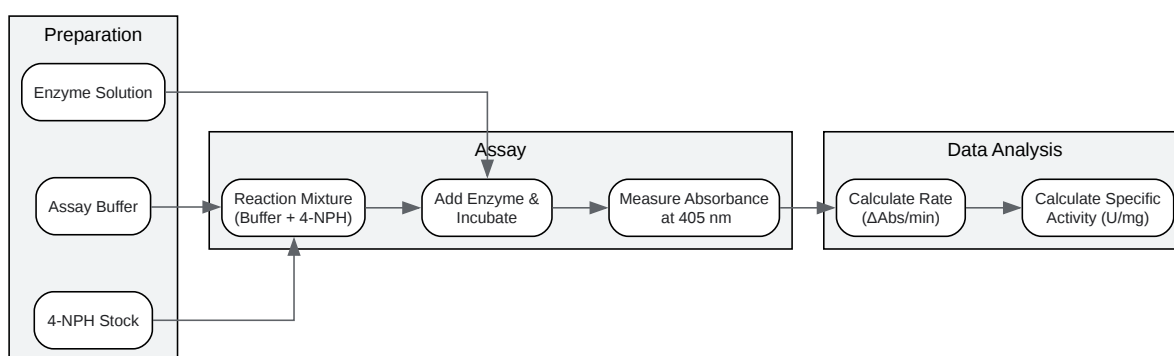 Preparation
Enzyme Solution
Assay Buffer
4-NPH Stock
Assay
Reaction Mixture
(Buffer + 4-NPH)
Add Enzyme &
Incubate
Measure Absorbance
at 405 nm
Data Analysis
Calculate Rate
(ΔAbs/min)
Calculate Specific
Activity (U/mg)